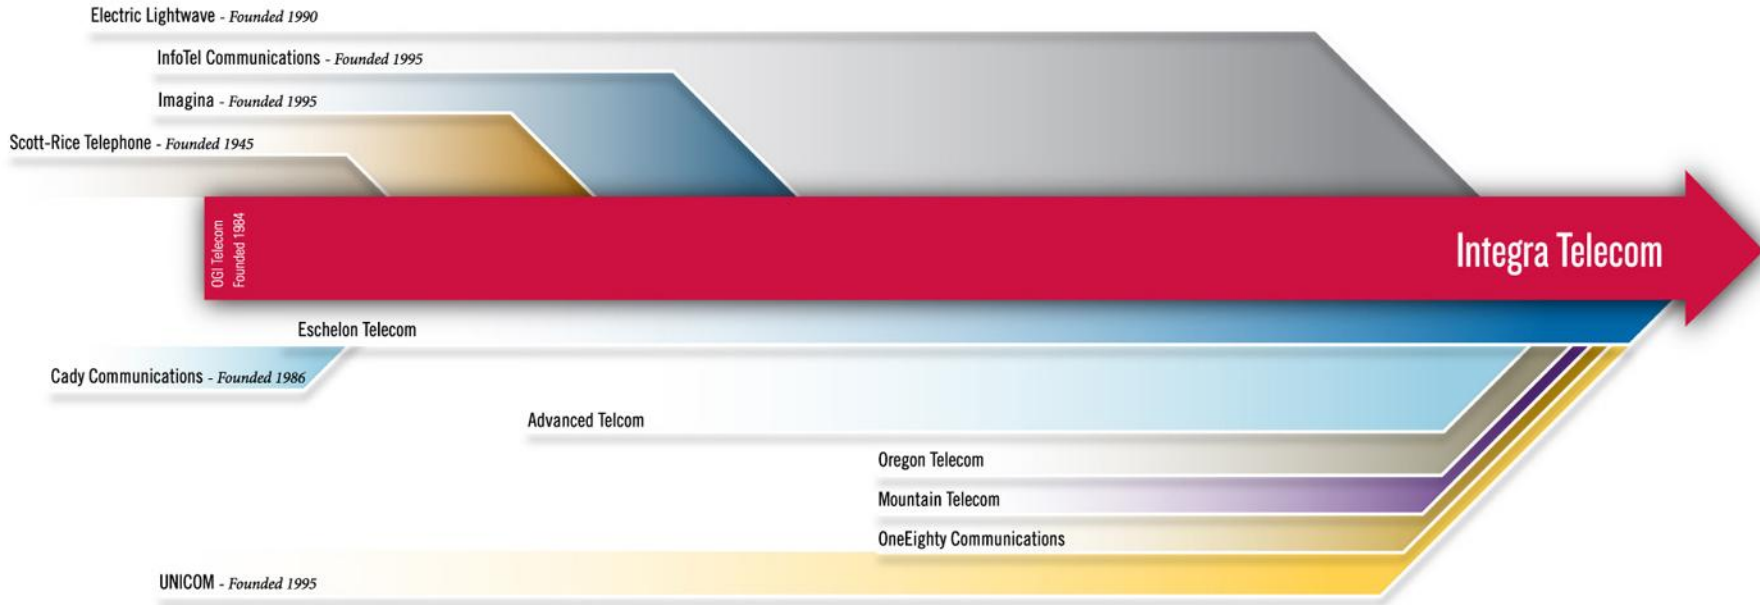 Electric Lightwave - Founded 1990
InfoTel Communications - Founded 1995
Imagina - Founded 1995
Scott-Rice Telephone - Founded 1945
OGI Telecom
Founded 1984
Integra Telecom
Eschelon Telecom
Cady Communications - Founded 1986
Advanced Telcom
Oregon Telecom
Mountain Telecom
OneEighty Communications
UNICOM - Founded 1995